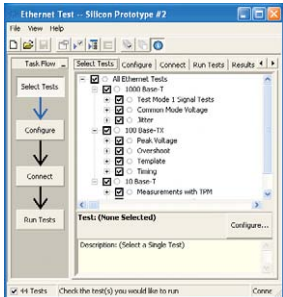 Ethernet Test -- Silicon Prototype #2
File View Help
Task Flow
Select Tests
Configure
Connect
Run Tests
Select Tests Configure Connect Run Tests Results
All Ethernet Tests
1000 Base-T
Test Mode 1 Signal Tests
Common Mode Voltage
Jitter
100 Base-TX
Peak Voltage
Overshoot
Template
Timing
10 Base-T
Measurements with TPM
Test: (None Selected)
Configure...
Description: (Select a Single Test)
44 Tests Check the test(s) you would like to run Conne